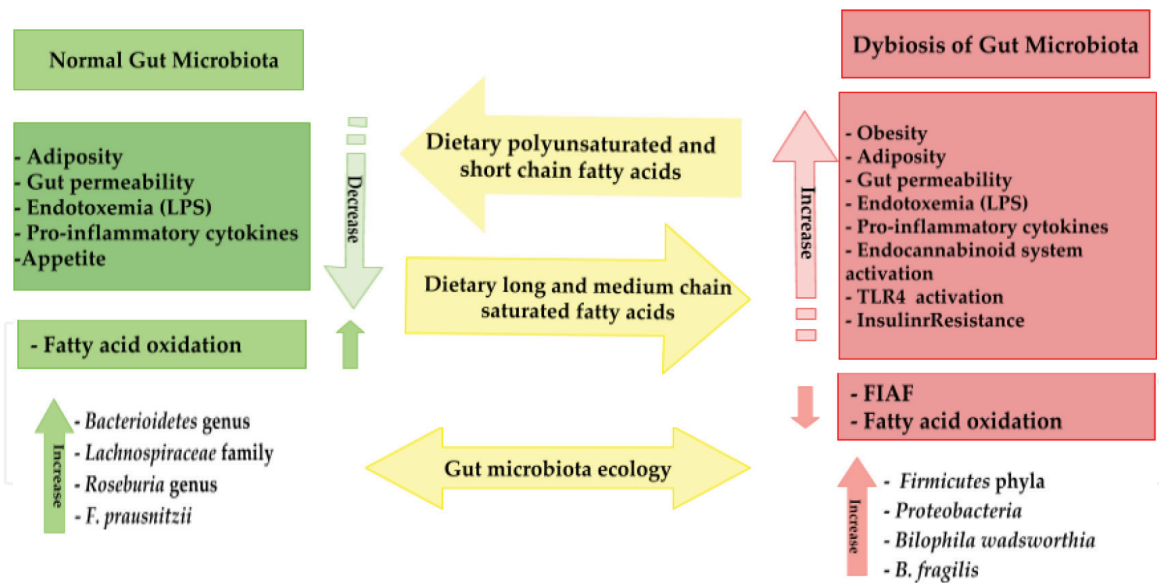 Normal Gut Microbiota
- Adiposity
- Gut permeability
- Endotoxemia (LPS)
- Pro-inflammatory cytokines
-Appetite
Decrease
- Fatty acid oxidation
Increase
- Bacterioidetes genus
- Lachnospiraceae family
- Roseburia genus
- F. prausnitzii
Dietary polyunsaturated and
short chain fatty acids
Dietary long and medium chain
saturated fatty acids
Gut microbiota ecology
Dybiosis of Gut Microbiota
Increase
- Obesity
- Adiposity
- Gut permeability
- Endotoxemia (LPS)
- Pro-inflammatory cytokines
- Endocannabinoid system
activation
- TLR4 activation
- InsulinrResistance
- FIAF
- Fatty acid oxidation
Increase
- Firmicutes phyla
- Proteobacteria
- Bilophila wadsworthia
- B. fragilis